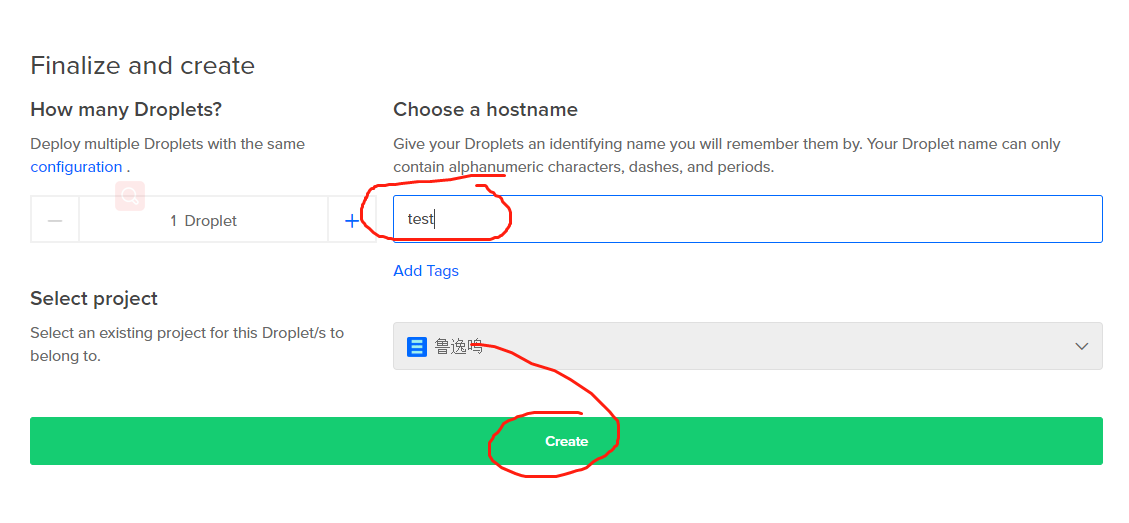 Finalize and create
How many Droplets?
Deploy multiple Droplets with the same
configuration .
1 Droplet
Choose a hostname
Give your Droplets an identifying name you will remember them by. Your Droplet name can only
contain alphanumeric characters, dashes, and periods.
test
Add Tags
Select project
Select an existing project for this Droplet/s to
belong to.
鲁逸鸣
Create